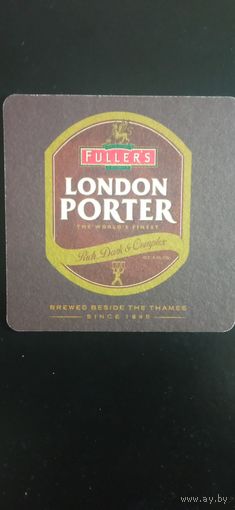 FULLER'S
LONDON
PORTER
THE WORLD'S FINEST
Rich Dark & Complex
BREWED BESIDE THE THAMES
SINCE 1845
www.ay.by